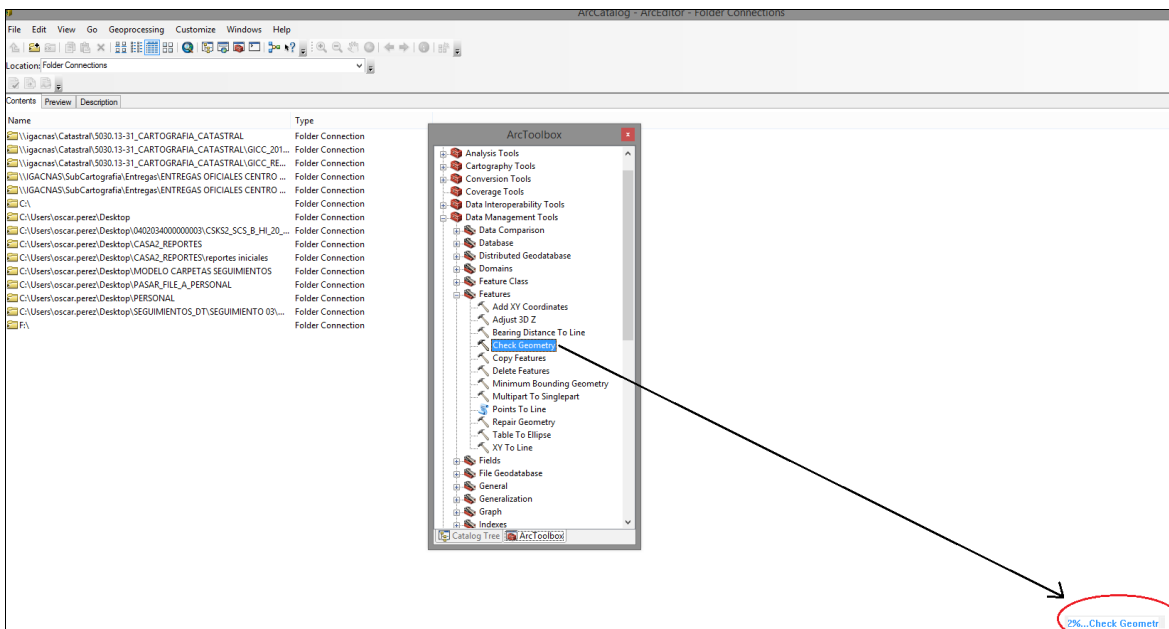 ArcCatalog - ArcEditor - Folder Connections
File Edit View Go Geoprocessing Customize Windows Help
Location: Folder Connections
Contents Preview Description
Name Type
\\igacnas\Catastral\5030.13-31_CARTOGRAFIA_CATASTRAL Folder Connection
\\igacnas\Catastral\5030.13-31_CARTOGRAFIA_CATASTRAL\GICC_201... Folder Connection
\\igacnas\Catastral\5030.13-31_CARTOGRAFIA_CATASTRAL\GICC_RE... Folder Connection
\\IGACNAS\SubCartografia\Entregas\ENTREGAS OFICIALES CENTRO ... Folder Connection
\\IGACNAS\SubCartografia\Entregas\ENTREGAS OFICIALES CENTRO ... Folder Connection
C:\ Folder Connection
C:\Users\oscar.perez\Desktop Folder Connection
C:\Users\oscar.perez\Desktop\0402034000000003\CSKS2_SCS_B_HI_20_... Folder Connection
C:\Users\oscar.perez\Desktop\CASA2_REPORTES Folder Connection
C:\Users\oscar.perez\Desktop\CASA2_REPORTES\reportes iniciales Folder Connection
C:\Users\oscar.perez\Desktop\MODELO CARPETAS SEGUIMIENTOS Folder Connection
C:\Users\oscar.perez\Desktop\PASAR_FILE_A_PERSONAL Folder Connection
C:\Users\oscar.perez\Desktop\PERSONAL Folder Connection
C:\Users\oscar.perez\Desktop\SEGUIMIENTOS_DT\SEGUIMIENTO 03\... Folder Connection
F:\ Folder Connection
ArcToolbox
Analysis Tools
Cartography Tools
Conversion Tools
Coverage Tools
Data Interoperability Tools
Data Management Tools
Data Comparison
Database
Distributed Geodatabase
Domains
Feature Class
Features
Add XY Coordinates
Adjust 3D Z
Bearing Distance To Line
Check Geometry
Copy Features
Delete Features
Minimum Bounding Geometry
Multipart To Singlepart
Points To Line
Repair Geometry
Table To Ellipse
XY To Line
Fields
File Geodatabase
General
Generalization
Graph
Indexes
Catalog Tree ArcToolbox
2%...Check Geometr